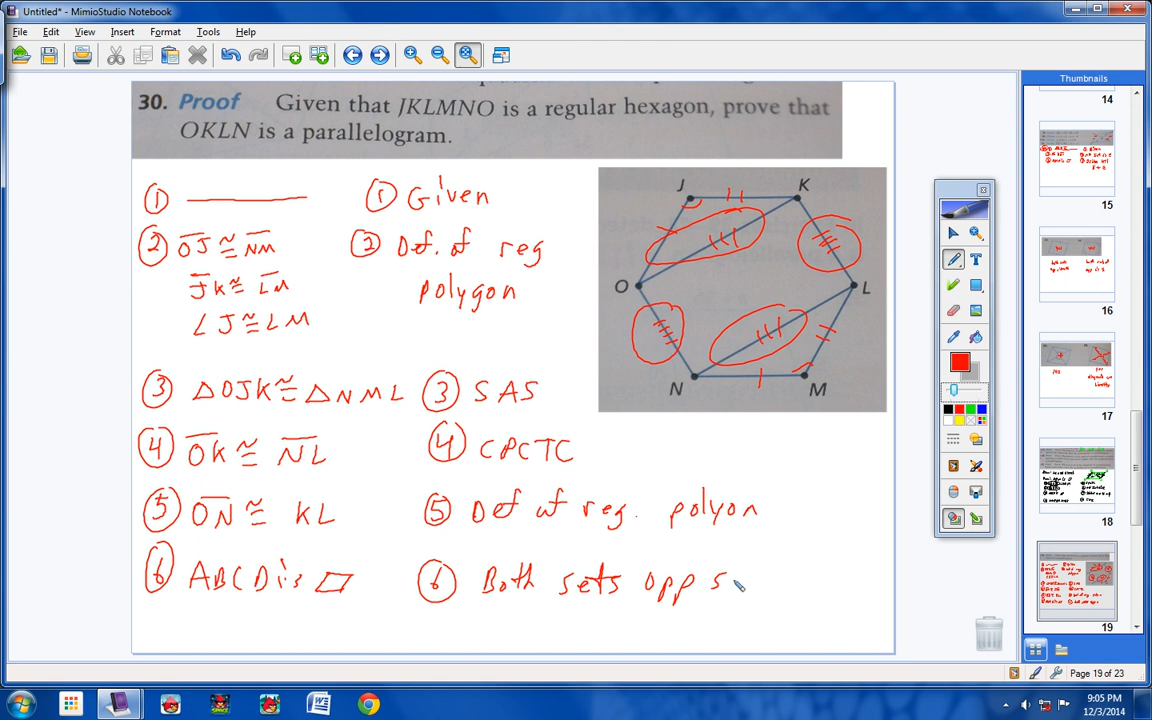 Untitled* - MimioStudio Notebook
File Edit View Insert Format Tools Help
Thumbnails
30. Proof Given that JKLMNO is a regular hexagon, prove that
OKLN is a parallelogram.
① ① Given
② OJ ≅ NM ② Def. of reg
JK ≅ LM polygon
∠J ≅ ∠M
③ △OJK ≅ △NML ③ SAS
④ OK ≅ NL ④ CPCTC
⑤ ON ≅ KL ⑤ Def of reg. polyon
⑥ ABCD is ▱ ⑥ Both sets opp s
J K
O L
N M
14
15
16
17
18
19
Page 19 of 23
9:05 PM
12/3/2014